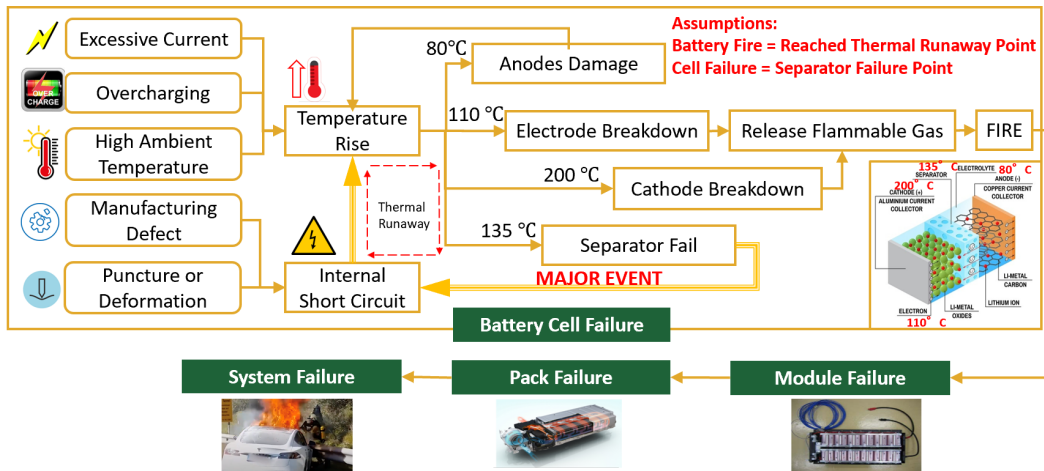 Excessive Current
OVER
CHARGE
Overcharging
High Ambient
Temperature
Manufacturing
Defect
Puncture or
Deformation
Temperature
Rise
Internal
Short Circuit
Thermal
Runaway
80℃
Anodes Damage
110 ℃
Electrode Breakdown
Release Flammable Gas
FIRE
200 ℃
Cathode Breakdown
135 ℃
Separator Fail
MAJOR EVENT
Assumptions:
Battery Fire = Reached Thermal Runaway Point
Cell Failure = Separator Failure Point
135° C
SEPARATOR
ELECTROLYTE
80° C
ANODE (-)
COPPER CURRENT
COLLECTOR
200° C
CATHODE (+)
ALUMINIUM CURRENT
COLLECTOR
LI-METAL
CARBON
LITHIUM ION
LI-METAL
OXIDES
ELECTRON
110° C
Battery Cell Failure
System Failure
Pack Failure
Module Failure